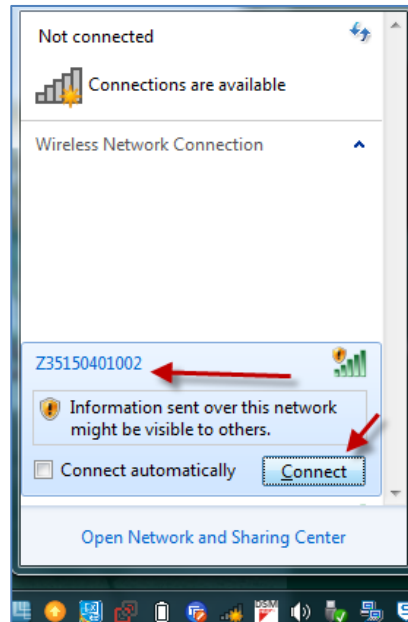 Not connected
Connections are available
Wireless Network Connection
Z35150401002
Information sent over this network
might be visible to others.
Connect automatically
Connect
Open Network and Sharing Center